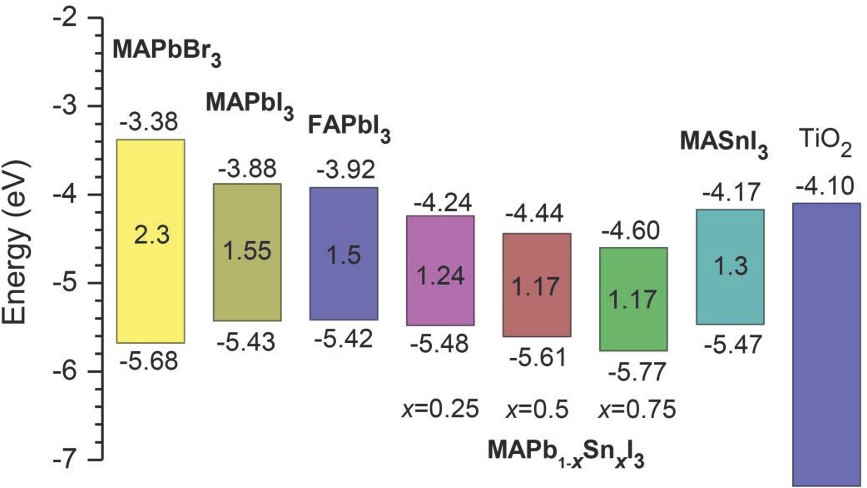 -2
MAPbBr3
MAPbI3
FAPbI3
MASnI3
TiO2
-3
-3.38
-3.88
-3.92
-4.24
-4.44
-4.60
-4.17
-4.10
-4
2.3
1.55
1.5
1.24
1.17
1.17
1.3
Energy (eV)
-5
-5.68
-5.43
-5.42
-5.48
-5.61
-5.77
-5.47
-6
x=0.25
x=0.5
x=0.75
MAPb1-xSnxI3
-7